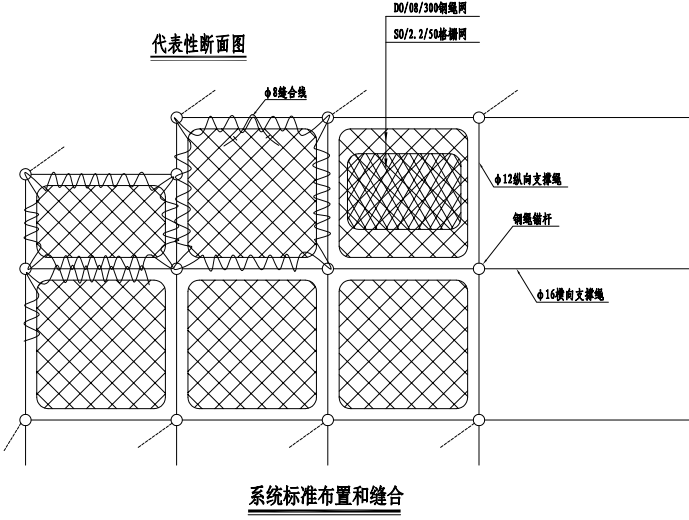 DO/08/300钢绳网
代表性断面图
SO/2.2/50格栅网
φ8缝合线
φ12纵向支撑绳
钢绳锚杆
φ16横向支撑绳
系统标准布置和缝合